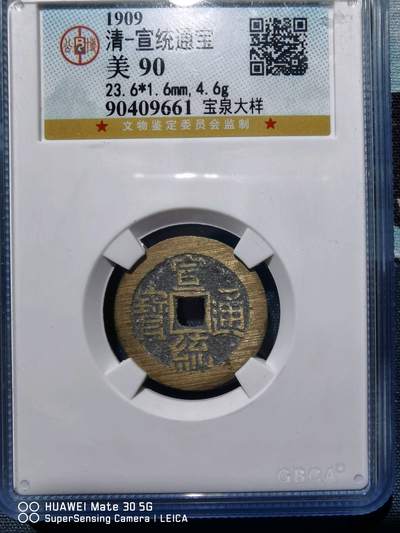 1909
清-宣统通宝
美 90
23.6*1.6mm,4.6g
90409661 宝泉大样
★ 文物鉴定委员会监制 ★
宣
寶 通
統
GBCA
HUAWEI Mate 30 5G
SuperSensing Camera | LEICA